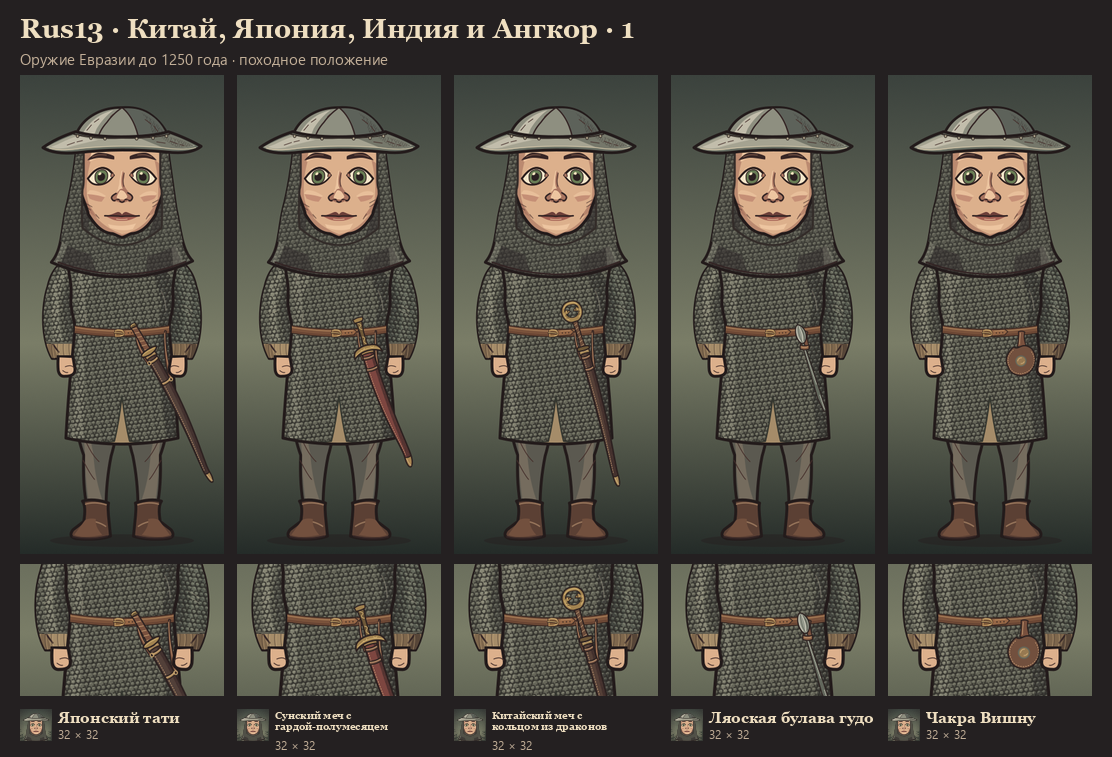 Rus13 · Китай, Япония, Индия и Ангкор · 1
Оружие Евразии до 1250 года · походное положение
Японский тати
32 × 32
Сунский меч с
гардой-полумесяцем
32 × 32
Китайский меч с
кольцом из драконов
32 × 32
Ляоская булава гудо
32 × 32
Чакра Вишну
32 × 32